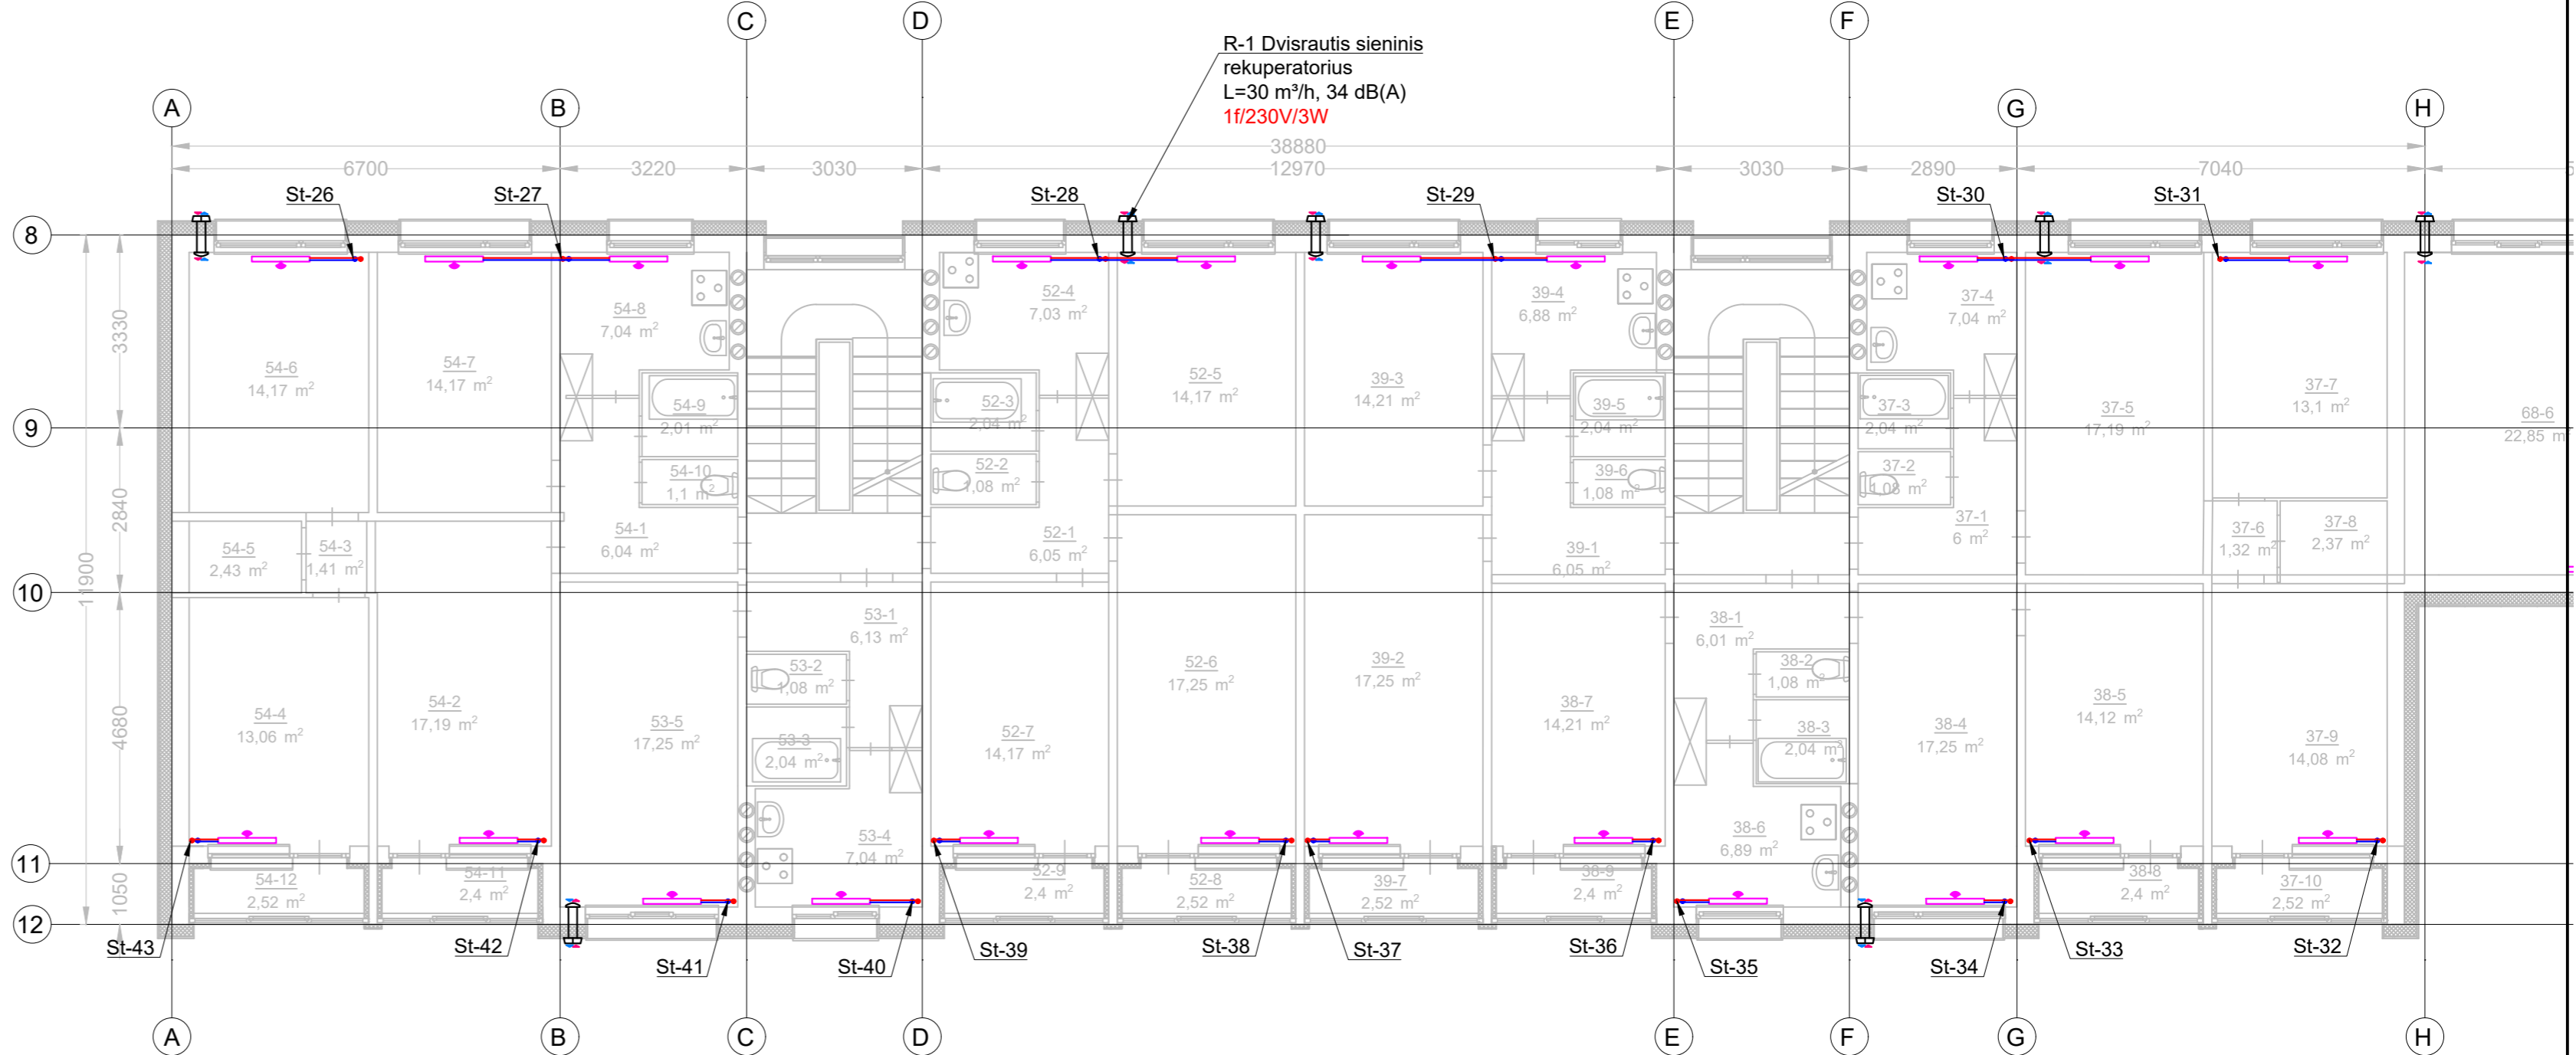 C
D
E
F
R-1 Dvisrautis sieninis
rekuperatorius
L=30 m³/h, 34 dB(A)
1f/230V/3W
A
B
G
H
38880
6700
3220
3030
12970
3030
2890
7040
St-26
St-27
St-28
St-29
St-30
St-31
8
3330
54-6
14,17 m²
54-7
14,17 m²
54-8
7,04 m²
52-4
7,03 m²
52-5
14,17 m²
39-3
14,21 m²
39-4
6,88 m²
37-4
7,04 m²
37-5
17,19 m²
37-7
13,1 m²
68-6
22,85 m
54-9
2,01 m²
52-3
2,04 m²
39-5
2,04 m²
37-3
2,04 m²
9
54-10
1,1 m²
52-2
1,08 m²
39-6
1,08 m²
37-2
1,08 m²
2840
54-5
2,43 m²
54-3
1,41 m²
54-1
6,04 m²
52-1
6,05 m²
39-1
6,05 m²
37-1
6 m²
37-6
1,32 m²
37-8
2,37 m²
11900
10
53-1
6,13 m²
38-1
6,01 m²
53-2
1,08 m²
38-2
1,08 m²
4680
54-4
13,06 m²
54-2
17,19 m²
53-5
17,25 m²
53-3
2,04 m²
52-7
14,17 m²
52-6
17,25 m²
39-2
17,25 m²
38-7
14,21 m²
38-3
2,04 m²
38-4
17,25 m²
38-5
14,12 m²
37-9
14,08 m²
53-4
7,04 m²
38-6
6,89 m²
11
1050
54-12
2,52 m²
54-11
2,4 m²
52-9
2,4 m²
52-8
2,52 m²
39-7
2,52 m²
38-9
2,4 m²
38-8
2,4 m²
37-10
2,52 m²
12
St-43
St-42
St-41
St-40
St-39
St-38
St-37
St-36
St-35
St-34
St-33
St-32
A
B
C
D
E
F
G
H